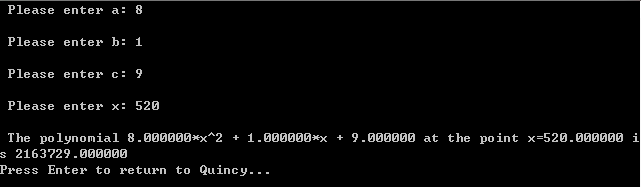 Please enter a: 8
Please enter b: 1
Please enter c: 9
Please enter x: 520
The polynomial 8.000000*x^2 + 1.000000*x + 9.000000 at the point x=520.000000 i
s 2163729.000000
Press Enter to return to Quincy...